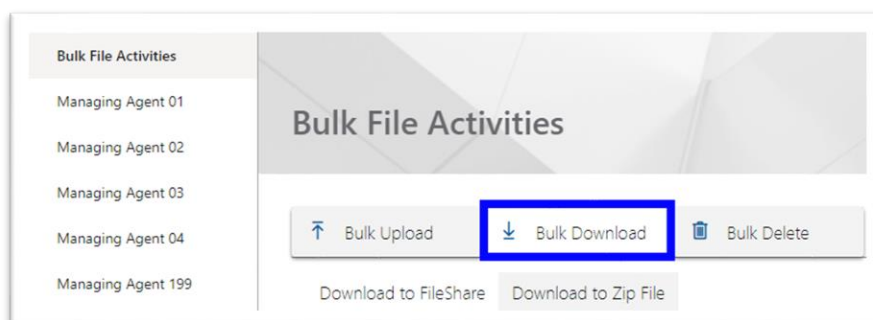 Bulk File Activities
Managing Agent 01
Managing Agent 02
Managing Agent 03
Managing Agent 04
Managing Agent 199
Bulk File Activities
Bulk Upload Bulk Download Bulk Delete
Download to FileShare Download to Zip File